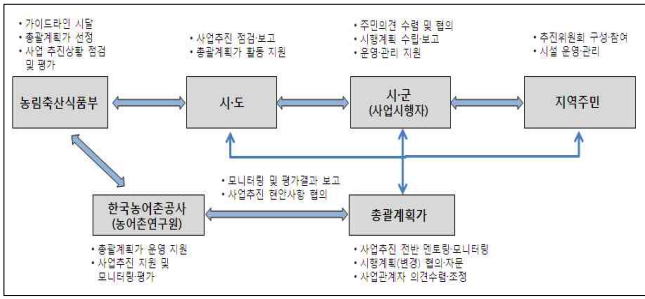 • 가이드라인 시달
• 총괄계획가 선정
• 사업 추진상황 점검
및 평가
• 사업추진 점검·보고
• 총괄계획가 활동 지원
• 주민의견 수렴 및 협의
• 시행계획 수립·보고
• 운영·관리 지원
• 추진위원회 구성·참여
• 시설 운영·관리
농림축산식품부
시·도
시·군
(사업시행자)
지역주민
• 모니터링 및 평가결과 보고
• 사업추진 현안사항 협의
한국농어촌공사
(농어촌연구원)
총괄계획가
• 총괄계획가 운영 지원
• 사업추진 지원 및
모니터링·평가
• 사업추진 전반 멘토링·모니터링
• 시행계획(변경) 협의·자문
• 사업관계자 의견수렴·조정